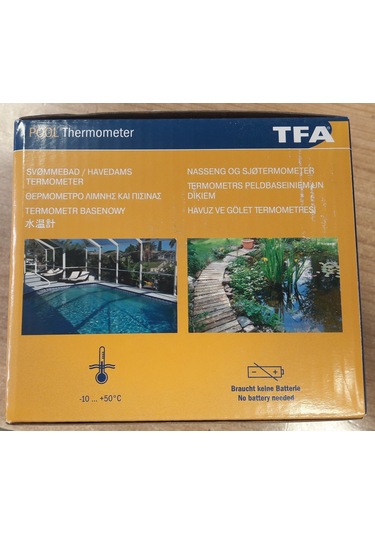 POOL Thermometer
TFA
SVØMMEBAD / HAVEDAMS
TERMOMETER
ΘΕΡΜΟΜΕΤΡΟ ΛΙΜΝΗΣ ΚΑΙ ΠΙΣΙΝΑΣ
TERMOMETR BASENOWY
水温計
NASSENG OG SJØTERMOMETER
TERMOMETRS PELDBASEINIEM UN
DĪĶIEM
HAVUZ VE GÖLET TERMOMETRESİ
-10 ... +50°C
Braucht keine Batterie
No battery needed